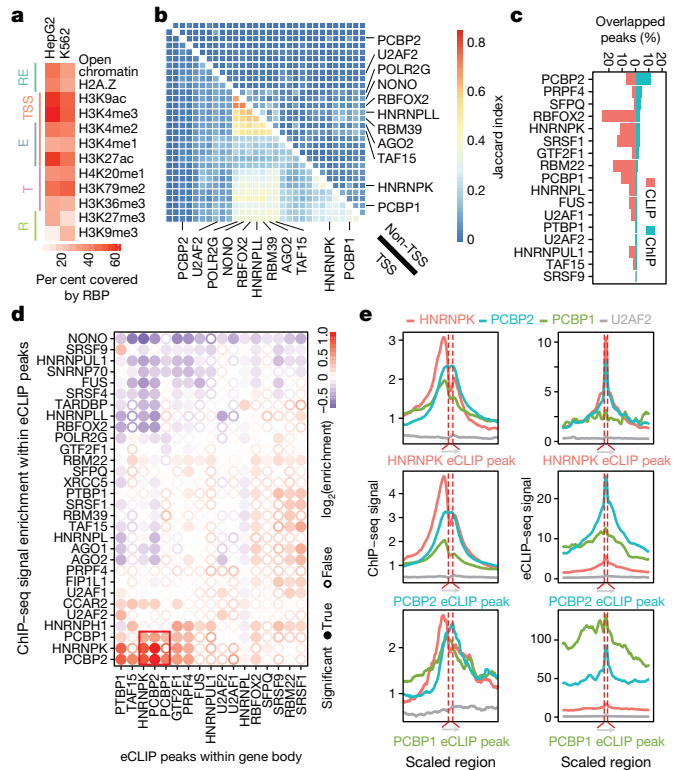 a
HepG2
K562
Open
chromatin
H2A.Z
H3K9ac
H3K4me3
H3K4me2
H3K4me1
H3K27ac
H4K20me1
H3K79me2
H3K36me3
H3K27me3
H3K9me3
RE
TSS
E
T
R
20 40 60
Per cent covered
by RBP
b
PCBP2
U2AF2
POLR2G
NONO
RBFOX2
HNRNPLL
RBM39
AGO2
TAF15
HNRNPK
PCBP1
PCBP2
U2AF2
POLR2G
NONO
RBFOX2
HNRNPLL
RBM39
AGO2
TAF15
HNRNPK
PCBP1
Non-TSS
TSS
0.8
0.6
0.4
0.2
0
Jaccard index
c
Overlapped
peaks (%)
20 10 0 10 20
PCBP2
PRPF4
SFPQ
RBFOX2
HNRNPK
SRSF1
GTF2F1
RBM22
PCBP1
HNRNPL
FUS
U2AF1
PTBP1
U2AF2
HNRNPUL1
TAF15
SRSF9
CLIP
ChIP
d
ChIP–seq signal enrichment within eCLIP peaks
NONO
SRSF9
HNRNPUL1
SNRNP70
FUS
SRSF4
TARDBP
HNRNPLL
RBFOX2
POLR2G
GTF2F1
RBM22
SFPQ
XRCC5
PTBP1
SRSF1
RBM39
TAF15
HNRNPL
AGO1
AGO2
PRPF4
FIP1L1
U2AF1
CCAR2
U2AF2
HNRNPH1
PCBP1
HNRNPK
PCBP2
PTBP1
TAF15
HNRNPK
PCBP2
PCBP1
GTF2F1
PRPF4
FUS
HNRNPUL1
U2AF2
U2AF1
HNRNPL
RBFOX2
SFPQ
SRSF9
RBM22
SRSF1
eCLIP peaks within gene body
−0.5 0 0.5 1.0
log2(enrichment)
Significant True False
e
HNRNPK PCBP2 PCBP1 U2AF2
3
2
1
HNRNPK eCLIP peak
10
5
0
HNRNPK eCLIP peak
ChIP–seq signal
4
3
2
1
PCBP2 eCLIP peak
eCLIP–seq signal
20
10
0
PCBP2 eCLIP peak
2
1
PCBP1 eCLIP peak
Scaled region
125
100
75
50
25
0
PCBP1 eCLIP peak
Scaled region